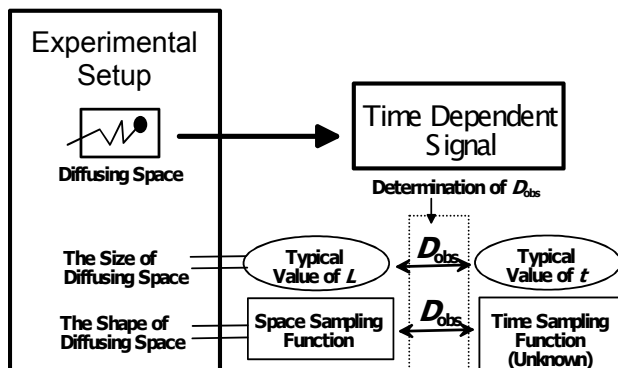 Experimental
Setup
Diffusing Space
Time Dependent
Signal
Determination of Dobs
The Size of
Diffusing Space
Typical
Value of L
Dobs
Typical
Value of t
The Shape of
Diffusing Space
Space Sampling
Function
Dobs
Time Sampling
Function
(Unknown)